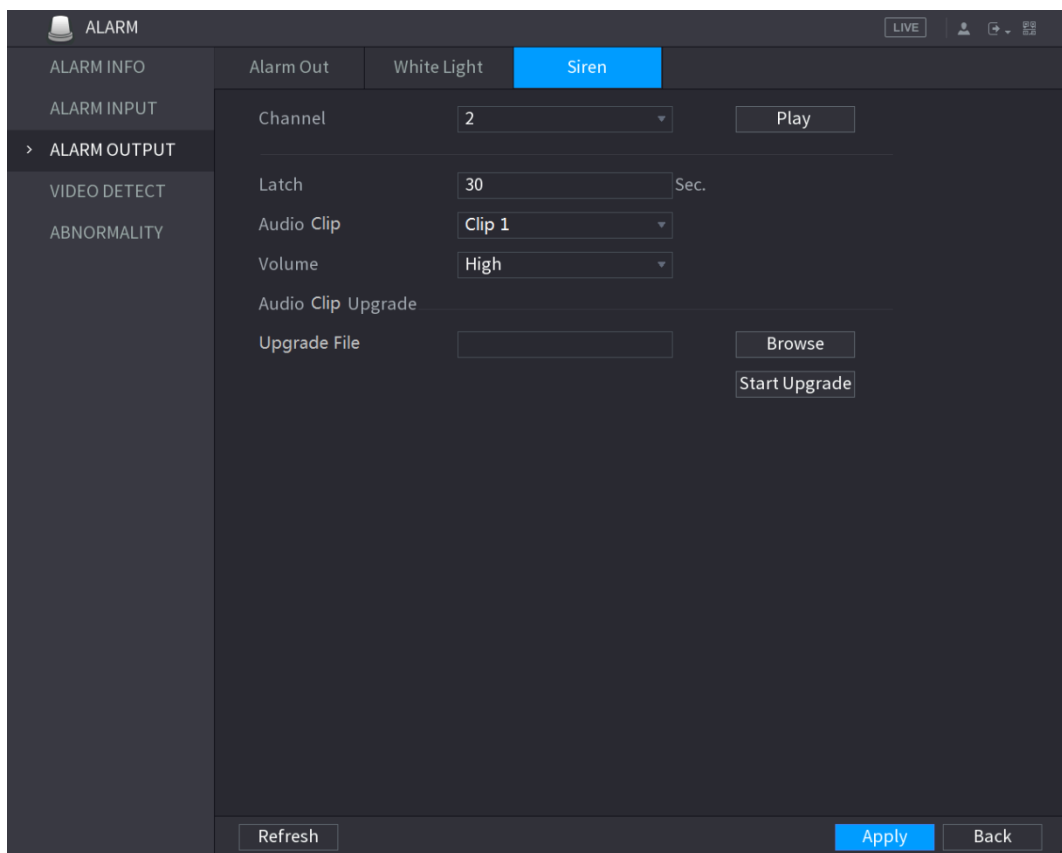 ALARM
LIVE
ALARM INFO
ALARM INPUT
> ALARM OUTPUT
VIDEO DETECT
ABNORMALITY
Alarm Out White Light Siren
Channel 2 Play
Latch 30 Sec.
Audio Clip Clip 1
Volume High
Audio Clip Upgrade
Upgrade File Browse
Start Upgrade
Refresh Apply Back